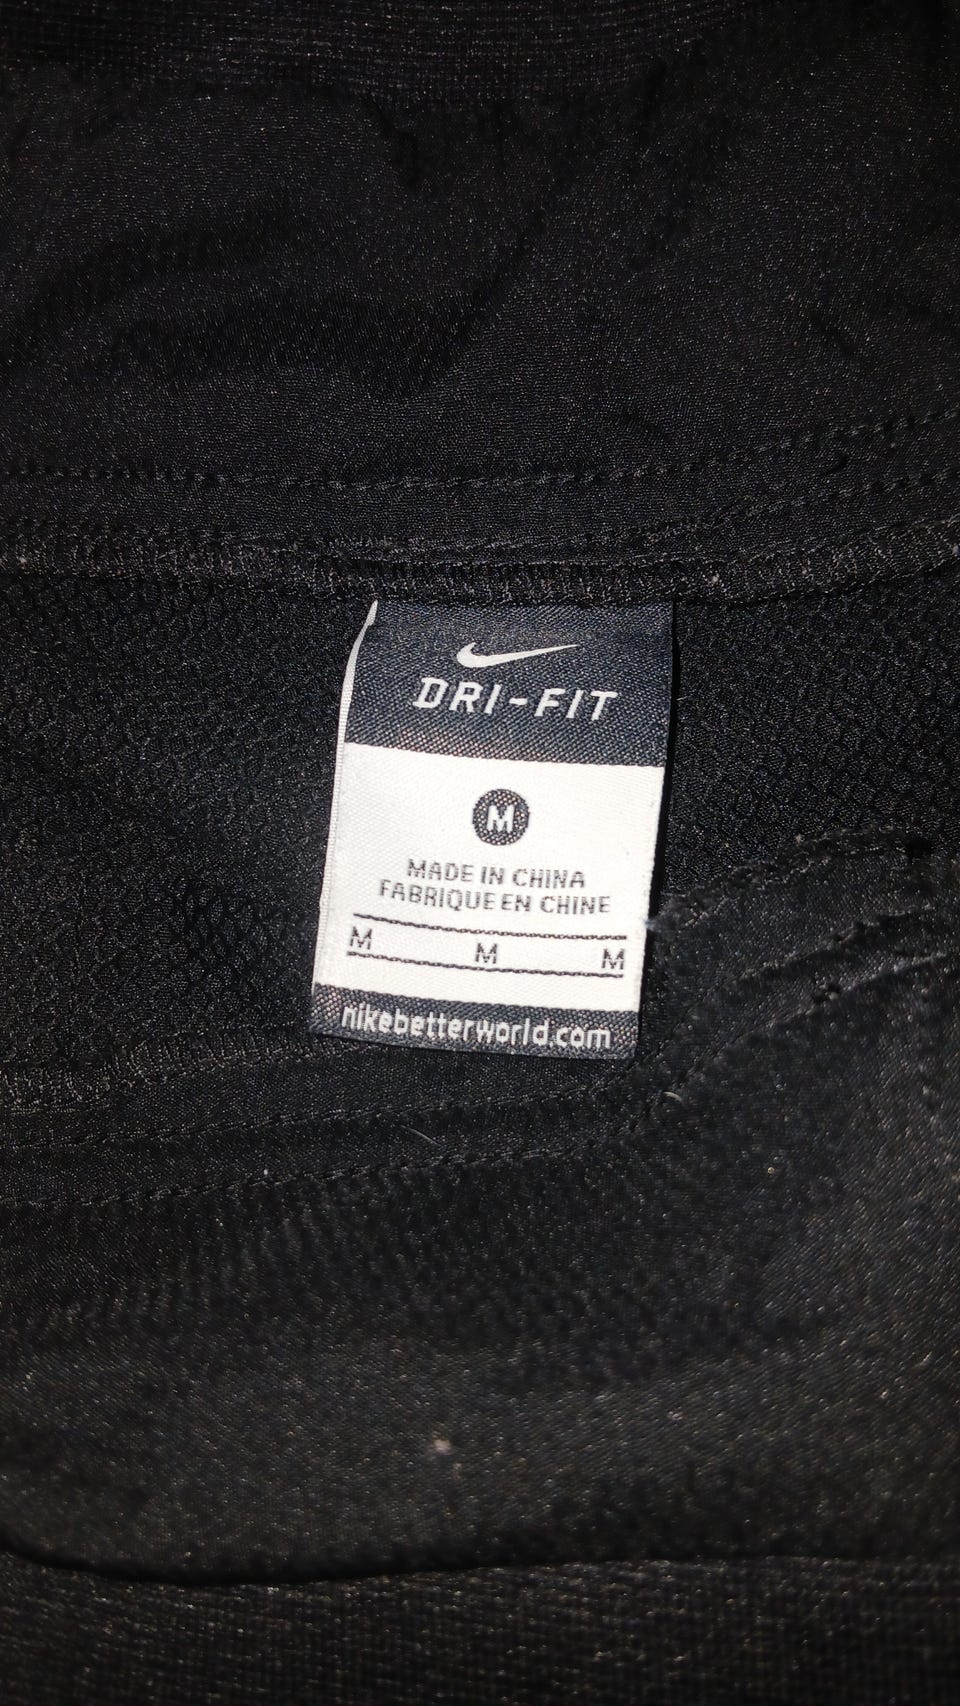 DRI-FIT
M
MADE IN CHINA
FABRIQUE EN CHINE
M M M
nikebetterworld.com